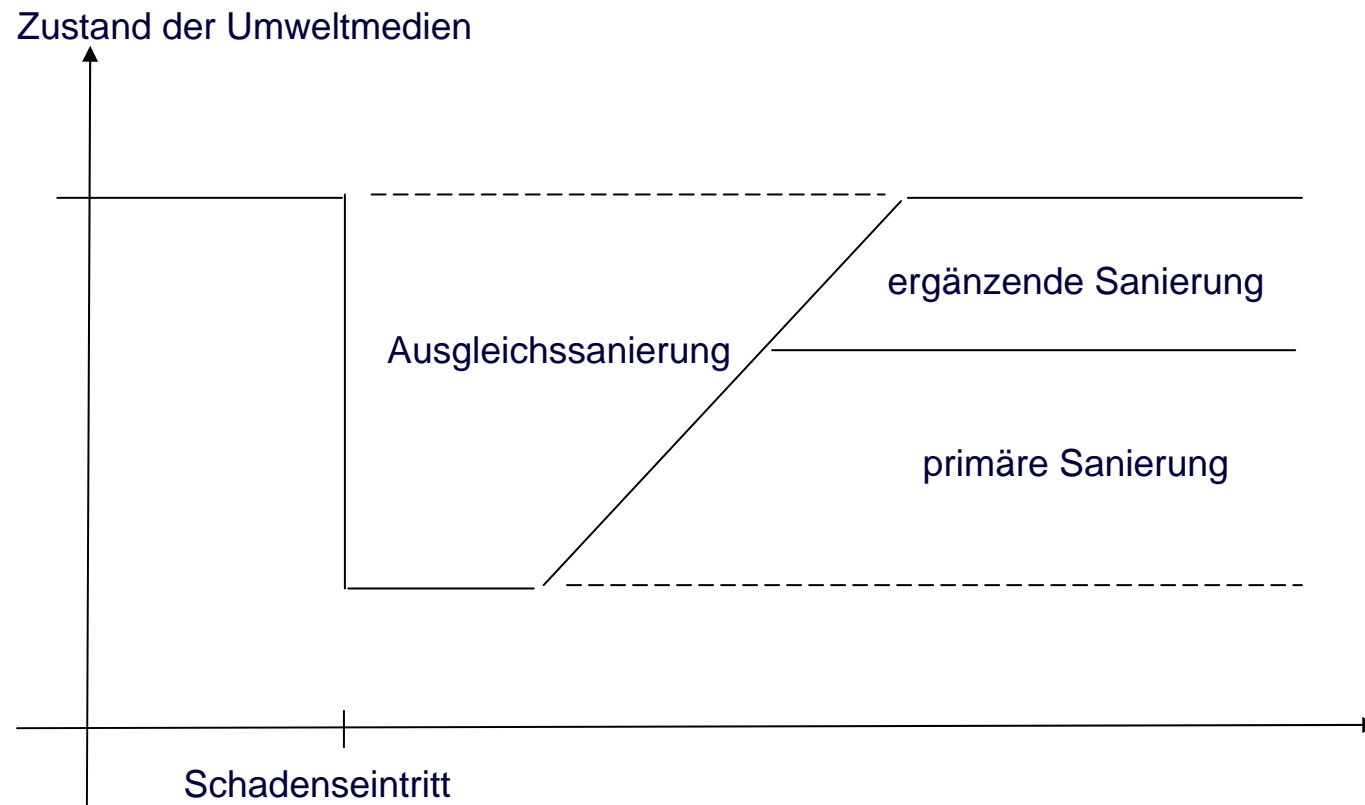 Zustand der Umweltmedien
ergänzende Sanierung
Ausgleichssanierung
primäre Sanierung
Schadenseintritt